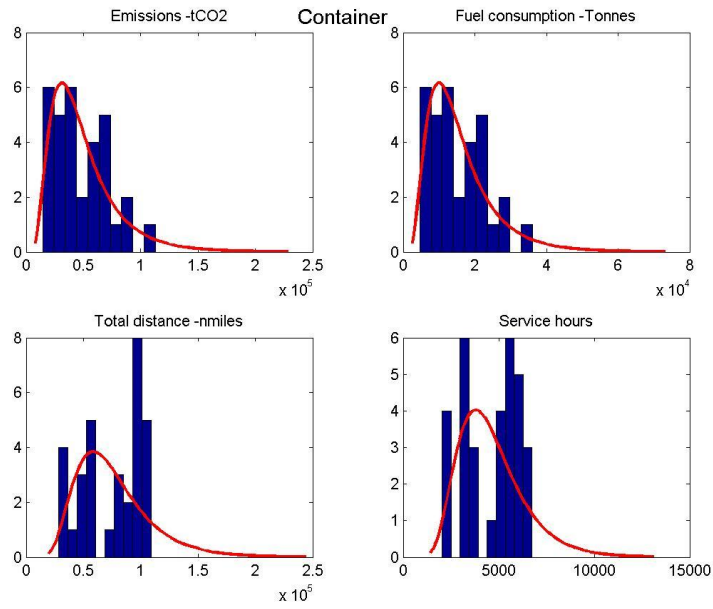 Container
Emissions -tCO2
8
6
4
2
0
0 0.5 1 1.5 2 2.5
x 10^5
Fuel consumption -Tonnes
8
6
4
2
0
0 2 4 6 8
x 10^4
Total distance -nmiles
8
6
4
2
0
0 0.5 1 1.5 2 2.5
x 10^5
Service hours
6
5
4
3
2
1
0
0 5000 10000 15000